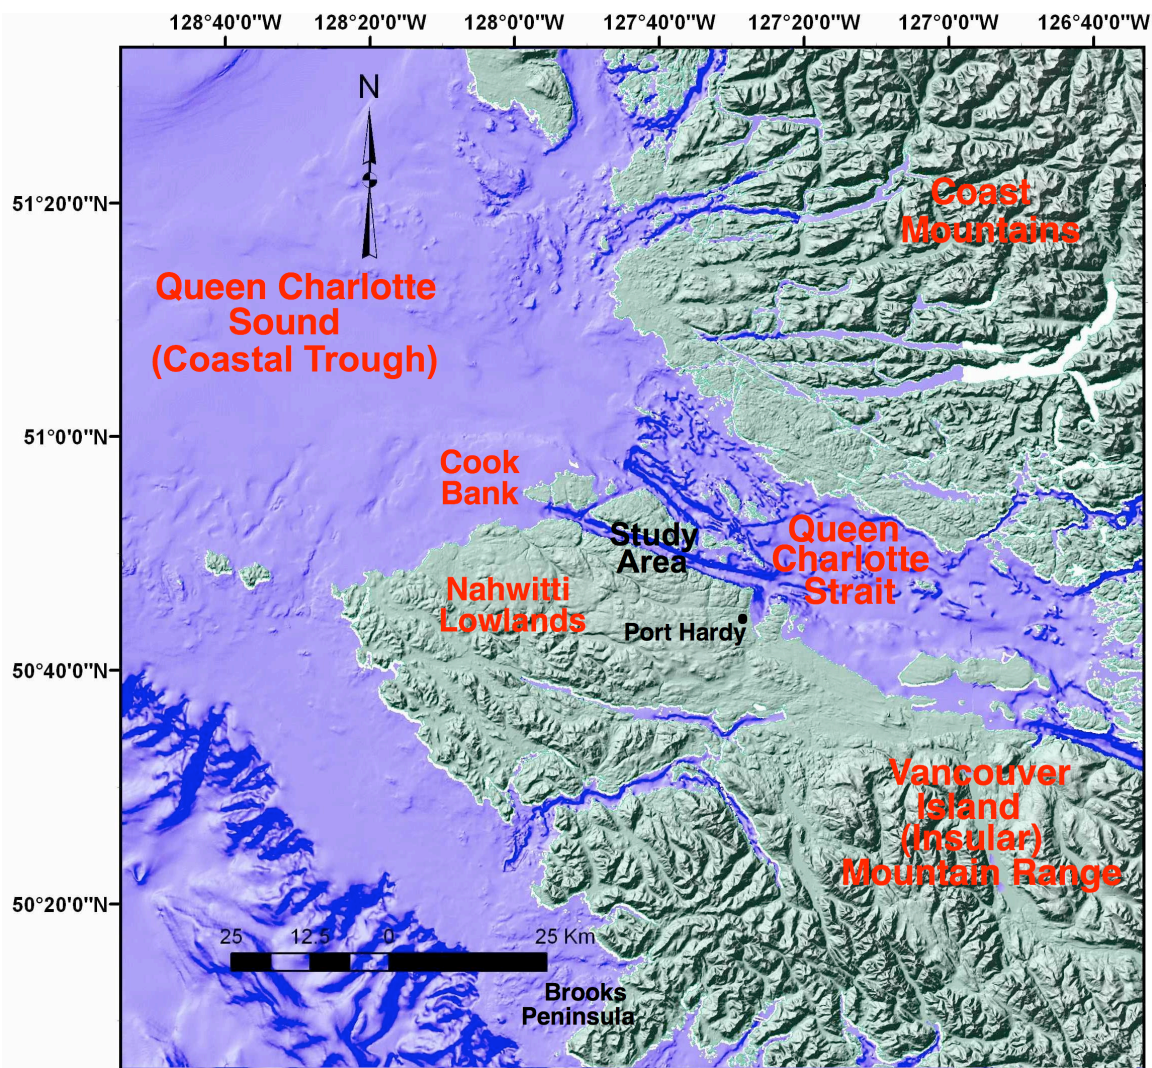 128°40'0"W 128°20'0"W 128°0'0"W 127°40'0"W 127°20'0"W 127°0'0"W 126°40'0"W
N
51°20'0"N
Coast
Mountains
Queen Charlotte
Sound
(Coastal Trough)
51°0'0"N
Cook
Bank
Study
Area
Queen
Charlotte
Strait
Nahwitti
Lowlands
Port Hardy
50°40'0"N
Vancouver
Island
(Insular)
Mountain Range
50°20'0"N
25 12.5 0 25 Km
Brooks
Peninsula